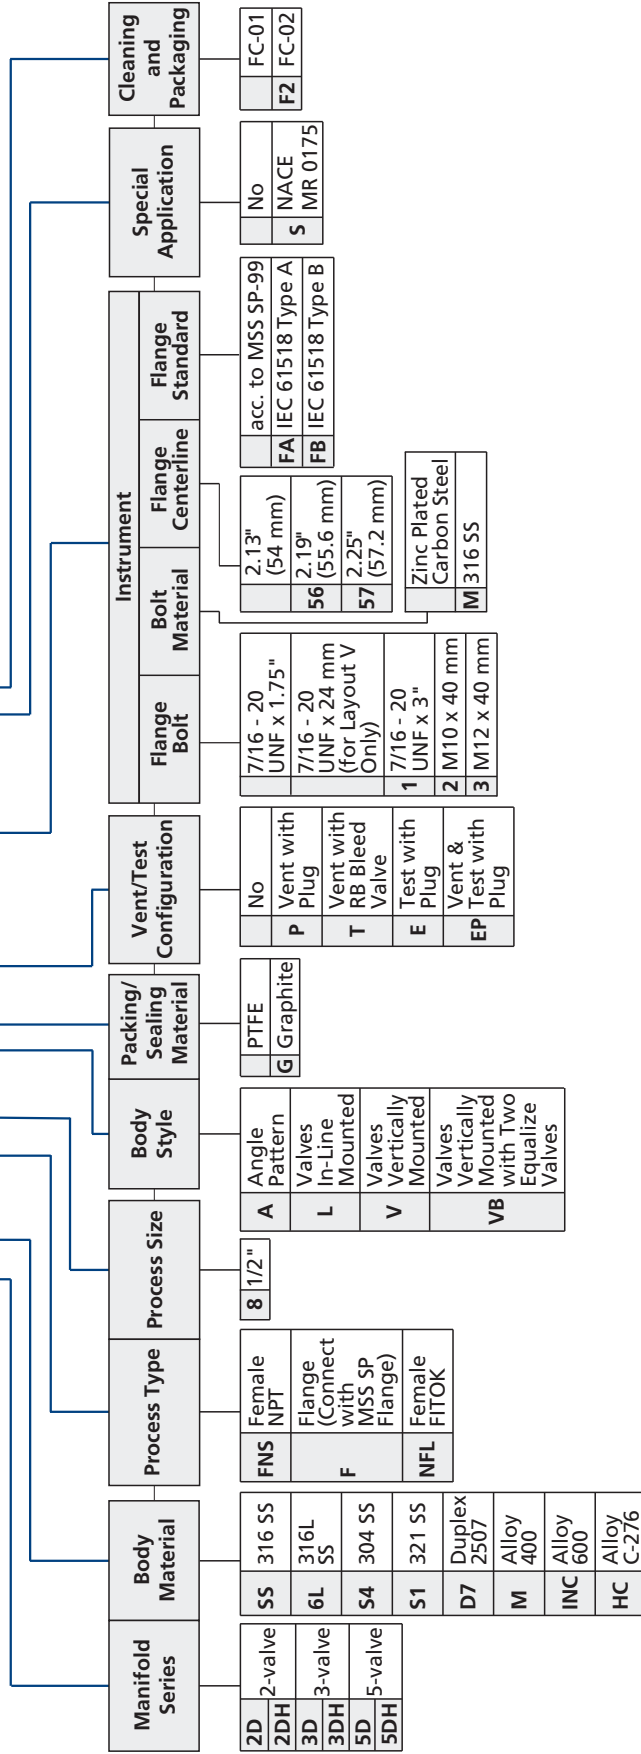 Manifold
Series
Body
Material
Process Type
Process Size
Body
Style
Packing/
Sealing
Material
Vent/Test
Configuration
Instrument
Flange
Bolt
Bolt
Material
Flange
Centerline
Flange
Standard
Special
Application
Cleaning
and
Packaging
2D
2DH
2-valve
3D
3DH
3-valve
5D
5DH
5-valve
SS 316 SS
6L 316L
SS
S4 304 SS
S1 321 SS
D7 Duplex
2507
M Alloy
400
INC Alloy
600
HC Alloy
C-276
FNS Female
NPT
F Flange
(Connect
with
MSS SP
Flange)
NFL Female
FITOK
8 1/2"
A Angle
Pattern
L Valves
In-Line
Mounted
V Valves
Vertically
Mounted
VB Valves
Vertically
Mounted
with Two
Equalize
Valves
PTFE
G Graphite
No
P Vent with
Plug
T Vent with
RB Bleed
Valve
E Test with
Plug
EP Vent &
Test with
Plug
7/16 - 20
UNF x 1.75"
7/16 - 20
UNF x 24 mm
(for Layout V
Only)
1 7/16 - 20
UNF x 3"
2 M10 x 40 mm
3 M12 x 40 mm
Zinc Plated
Carbon Steel
M 316 SS
2.13"
(54 mm)
56 2.19"
(55.6 mm)
57 2.25"
(57.2 mm)
acc. to MSS SP-99
FA IEC 61518 Type A
FB IEC 61518 Type B
No
S NACE
MR 0175
FC-01
F2 FC-02